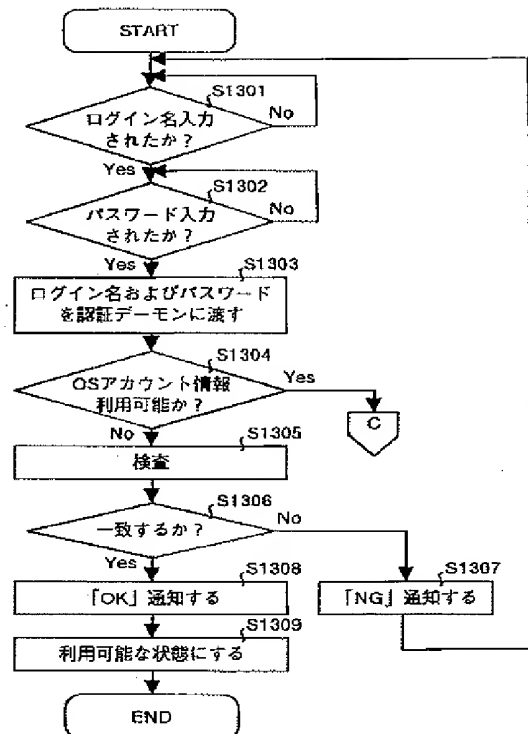 START
S1301
ログイン名入力
されたか？
No
Yes
S1302
パスワード入力
されたか？
No
Yes
S1303
ログイン名およびパスワード
を認証デーモンに渡す
S1304
OSアカウント情報
利用可能か？
Yes
C
No
S1305
検査
S1306
一致するか？
No
Yes
S1308
「OK」通知する
S1307
「NG」通知する
S1309
利用可能な状態にする
END